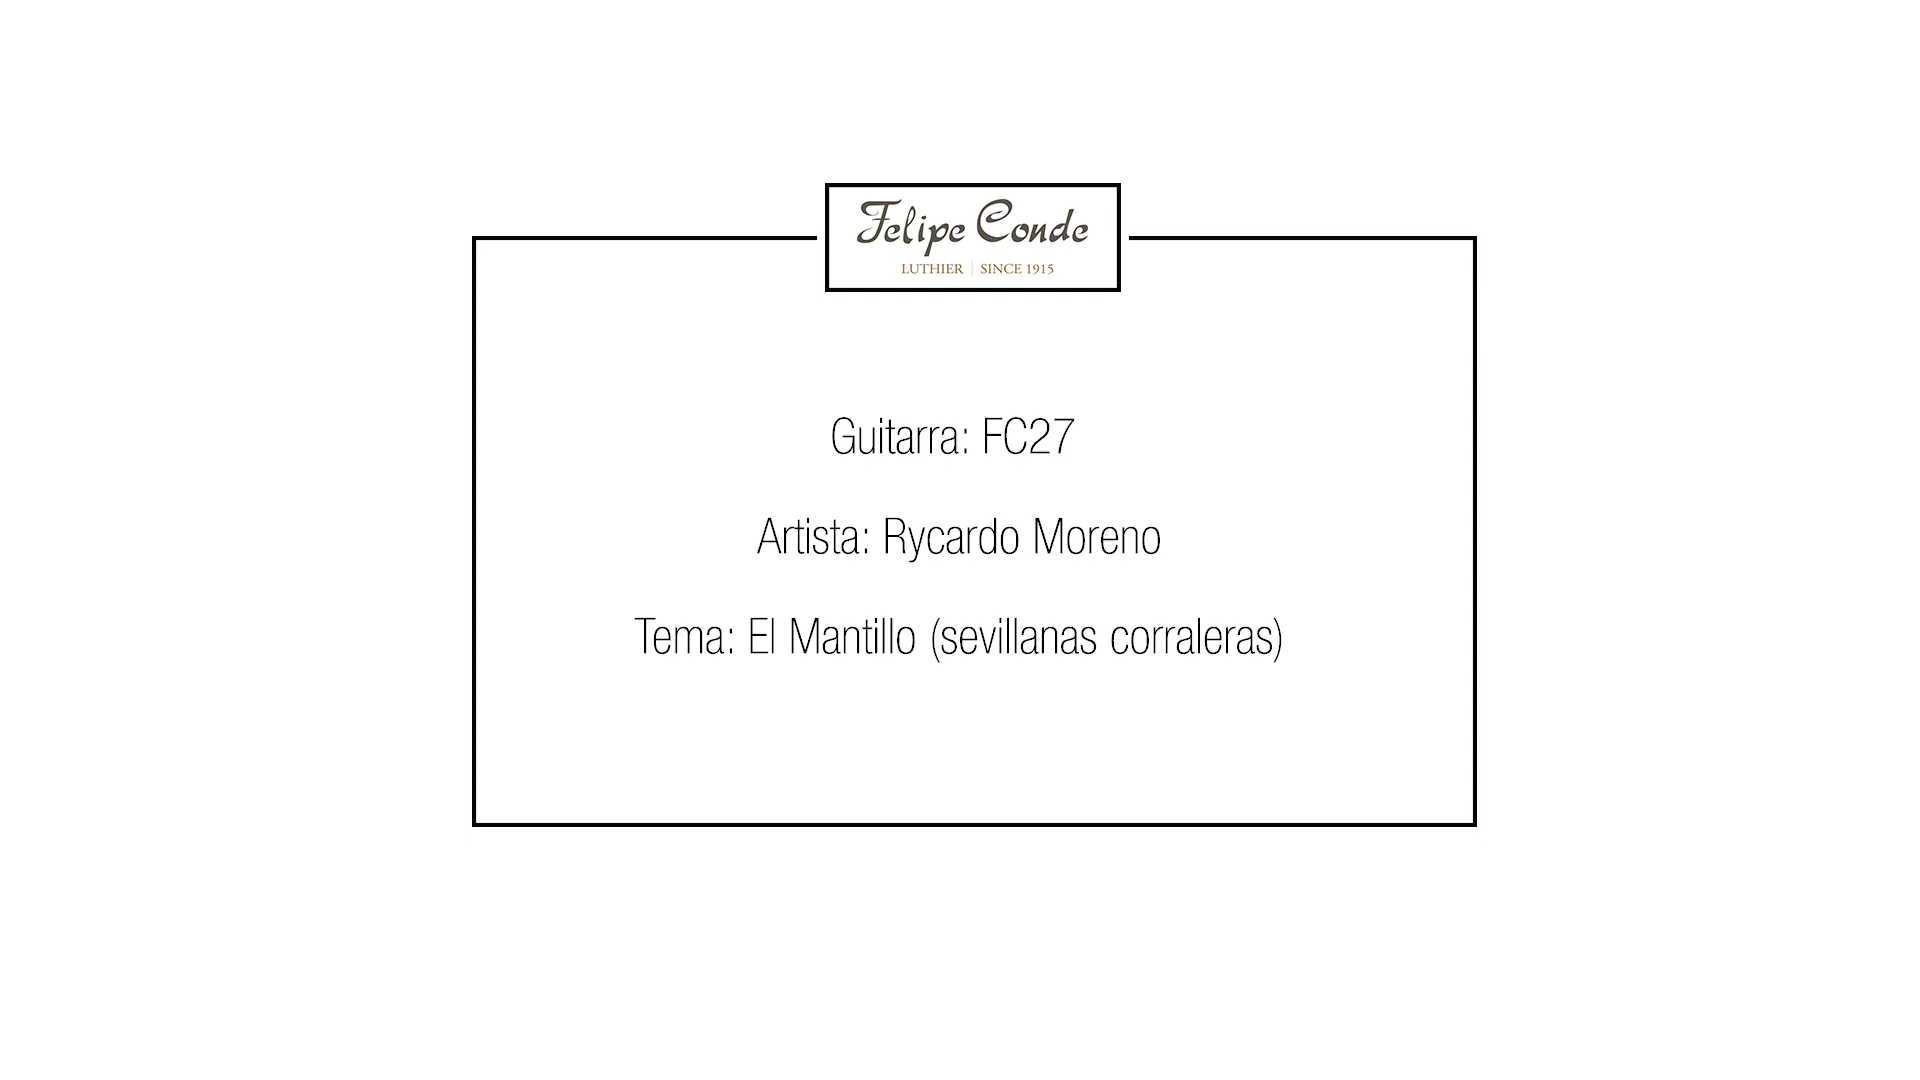 Felipe Conde
LUTHIER | SINCE 1915
Guitarra: FC27
Artista: Rycardo Moreno
Tema: El Mantillo (sevillanas corraleras)